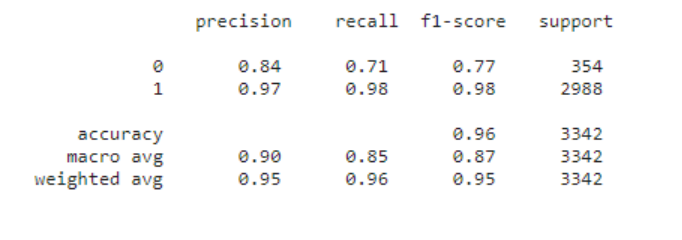 precision recall f1-score support
0 0.84 0.71 0.77 354
1 0.97 0.98 0.98 2988
accuracy 0.96 3342
macro avg 0.90 0.85 0.87 3342
weighted avg 0.95 0.96 0.95 3342